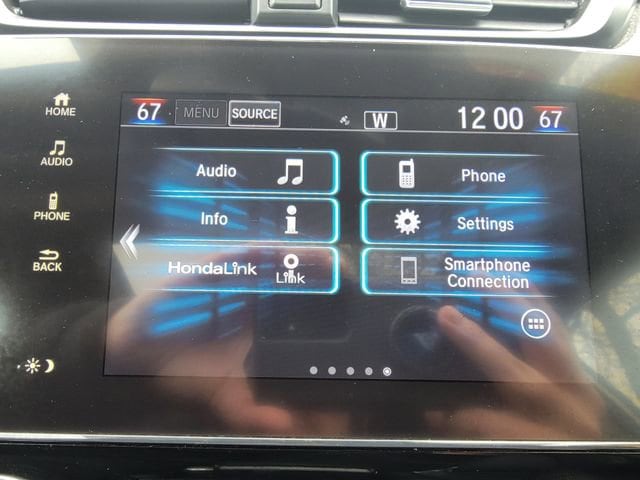 HOME
AUDIO
PHONE
BACK
67 MENU SOURCE W 12 00 67
Audio
Phone
Info
Settings
HondaLink
Link
Smartphone
Connection